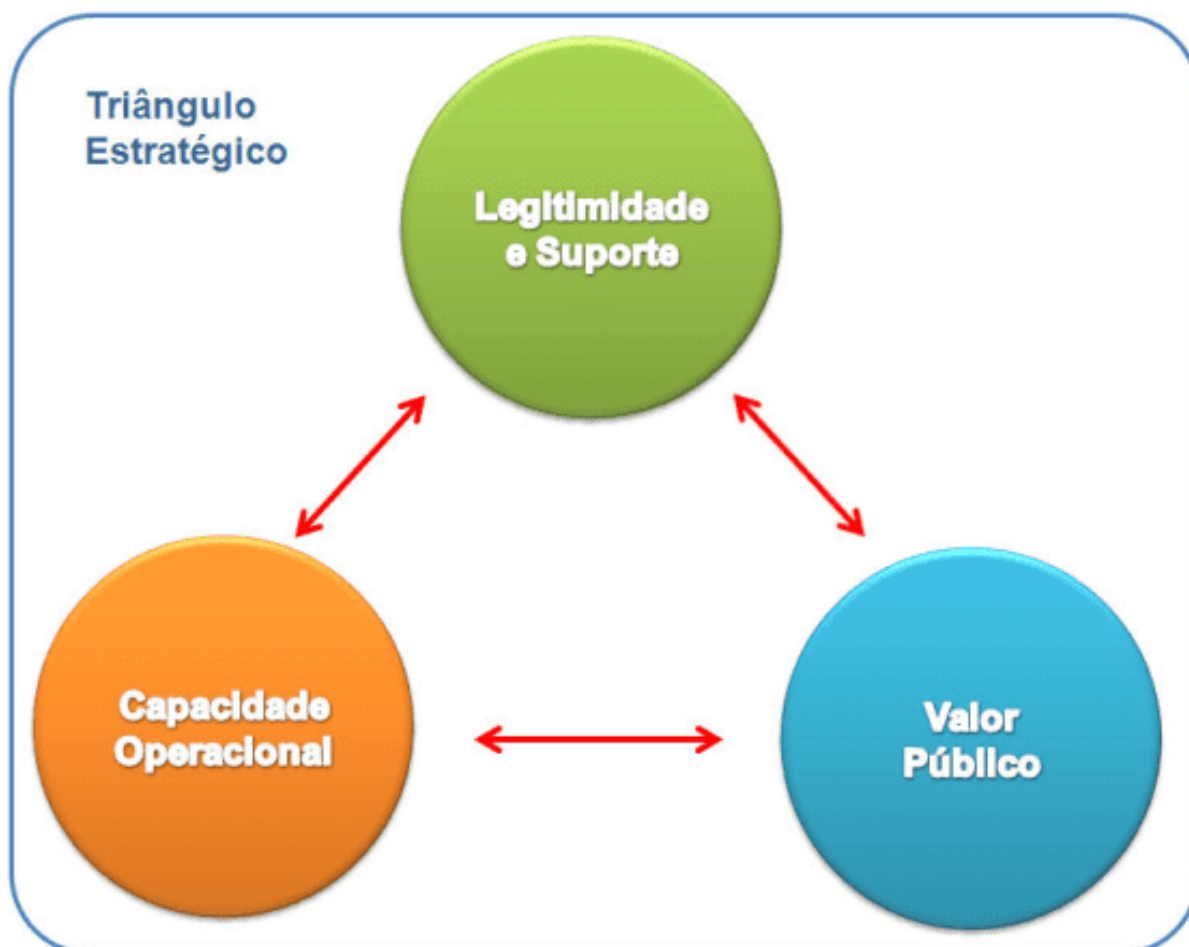 Triângulo
Estratégico
Legitimidade
e Suporte
Capacidade
Operacional
Valor
Público